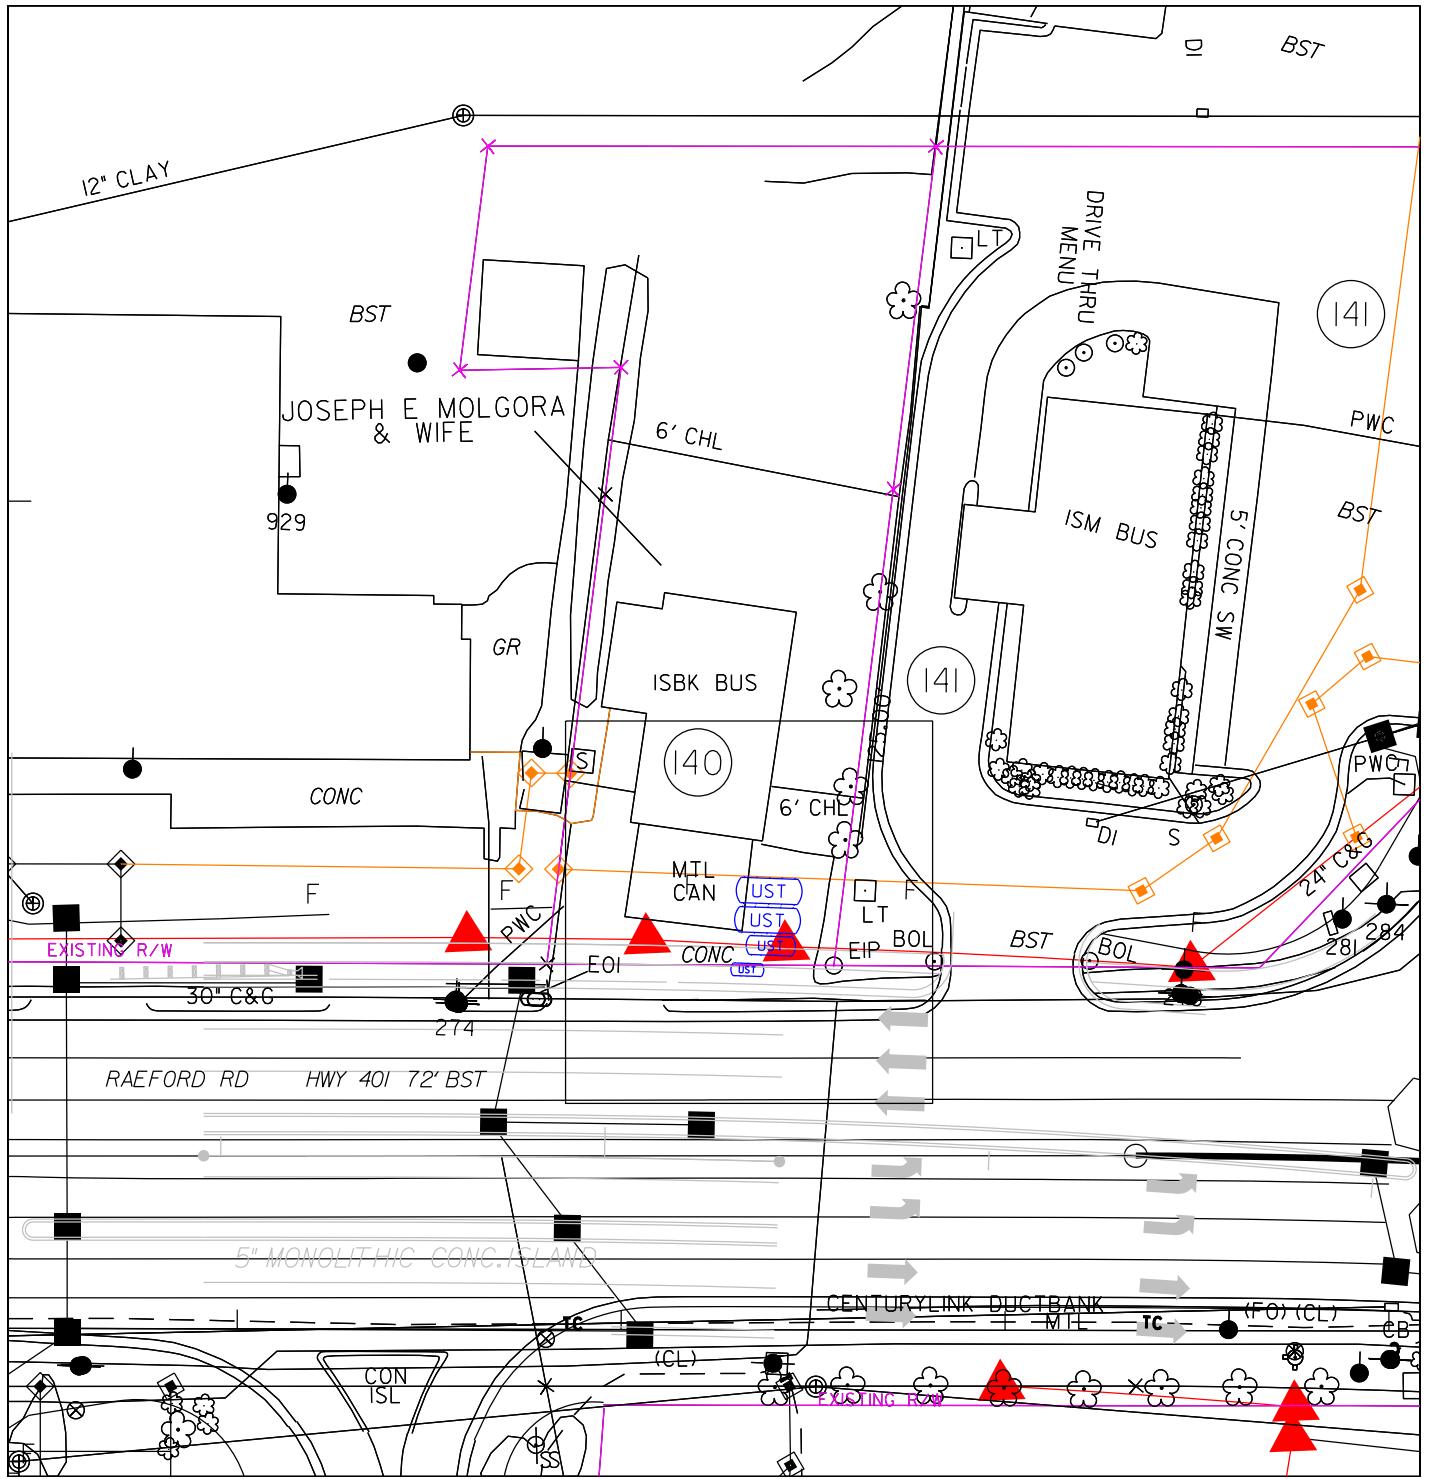 DI
BST
12" CLAY
LT
DRIVE THRU
MENU
141
BST
JOSEPH E MOLGORA
& WIFE
PWC
6' CHL
929
ISM BUS
BST
5' CONC SW
GR
ISBK BUS
141
140
S
PWC
CONC
6' CHL
DI
S
24" C&G
MTL
CAN
F
F
F
F
F
UST
UST
UST
UST
LT
PWC
EXISTING R/W
EOI
CONC
EIP
BOL
BST
BOL
281
284
30" C&G
274
RAEFORD RD
HWY 401 72' BST
5" MONOLITHIC CONC. ISLAND
CENTURYLINK DUCTBANK
MTL
(FO) (CL)
TC
TC
CB
(CL)
CON
ISL
EXISTING R/W
SS